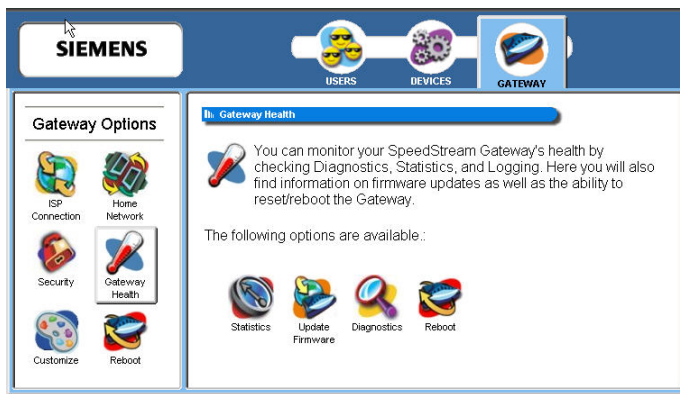 SIEMENS
USERS
DEVICES
GATEWAY
Gateway Options
ISP
Connection
Home
Network
Security
Gateway
Health
Customize
Reboot
Gateway Health
You can monitor your SpeedStream Gateway's health by
checking Diagnostics, Statistics, and Logging. Here you will also
find information on firmware updates as well as the ability to
reset/reboot the Gateway.
The following options are available.:
Statistics
Update
Firmware
Diagnostics
Reboot